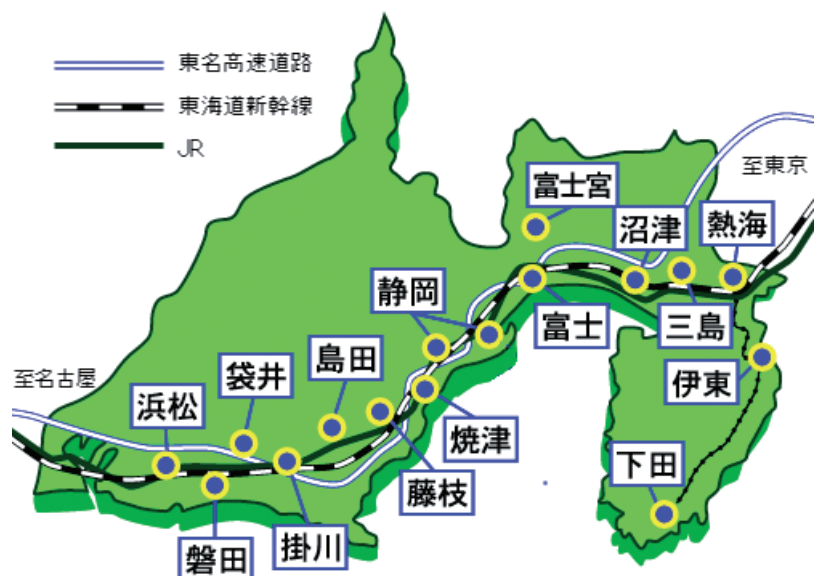 東名高速道路
東海道新幹線
JR
至東京
富士宮
沼津
熱海
静岡
富士
三島
島田
伊東
至名古屋
袋井
浜松
焼津
下田
藤枝
掛川
磐田